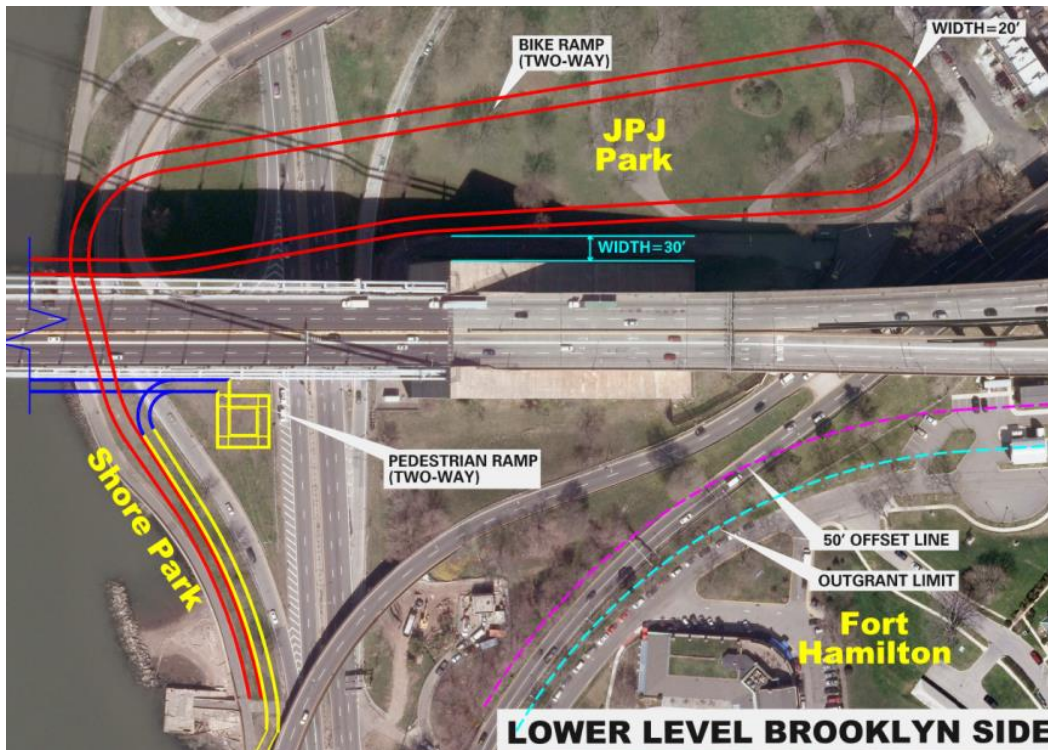 WIDTH=20'
BIKE RAMP
(TWO-WAY)
JPJ
Park
WIDTH=30'
PEDESTRIAN RAMP
(TWO-WAY)
Shore Park
50' OFFSET LINE
OUTGRANT LIMIT
Fort
Hamilton
LOWER LEVEL BROOKLYN SIDE